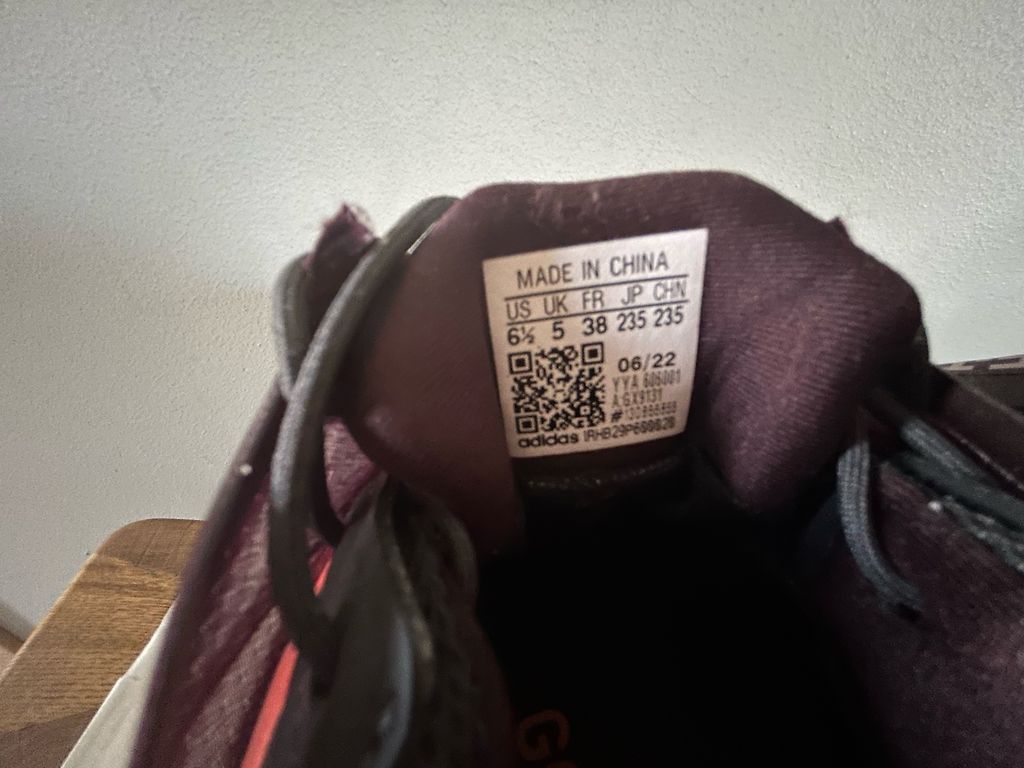 MADE IN CHINA
US UK FR JP CHN
6½ 5 38 235 235
06/22
YYA 606001
A:GX9131
adidas